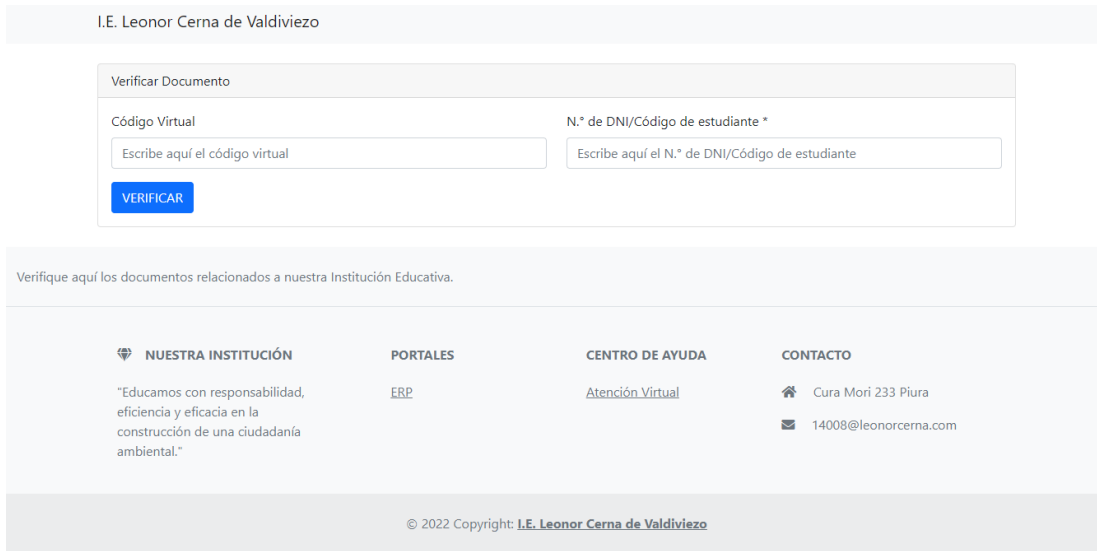 I.E. Leonor Cerna de Valdiviezo
Verificar Documento
Código Virtual
Escribe aquí el código virtual
N.° de DNI/Código de estudiante *
Escribe aquí el N.° de DNI/Código de estudiante
VERIFICAR
Verifique aquí los documentos relacionados a nuestra Institución Educativa.
NUESTRA INSTITUCIÓN
"Educamos con responsabilidad,
eficiencia y eficacia en la
construcción de una ciudadanía
ambiental."
PORTALES
ERP
CENTRO DE AYUDA
Atención Virtual
CONTACTO
Cura Mori 233 Piura
14008@leonorcerna.com
© 2022 Copyright: I.E. Leonor Cerna de Valdiviezo